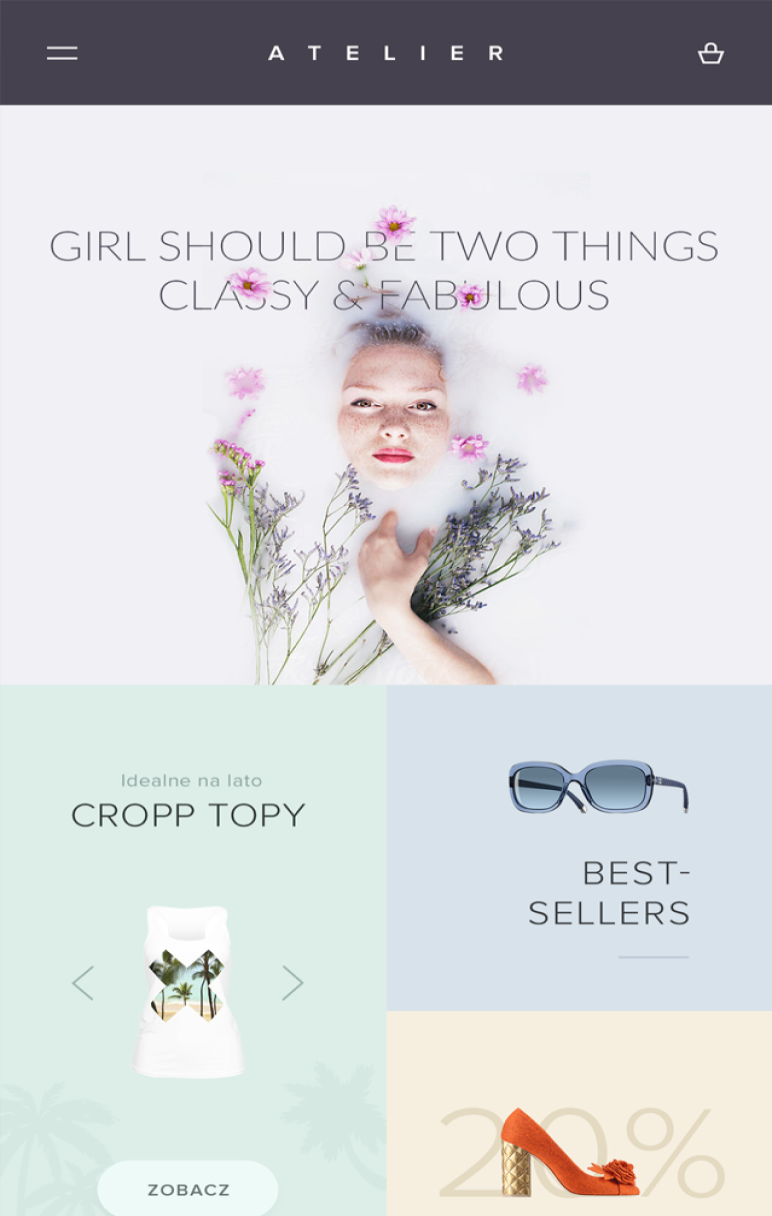 ATELIER
GIRL SHOULD BE TWO THINGS
CLASSY & FABULOUS
Idealne na lato
CROPP TOPY
ZOBACZ
BEST-
SELLERS
20%